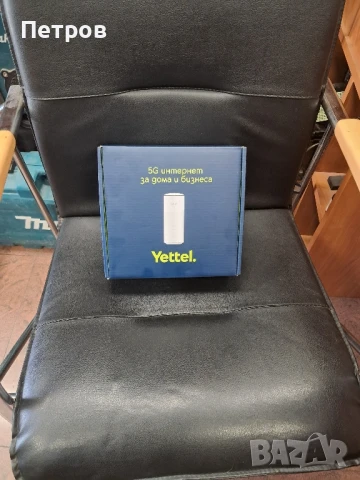 Петров
5G интернет
за дома и бизнеса
Yettel.
BAZAR